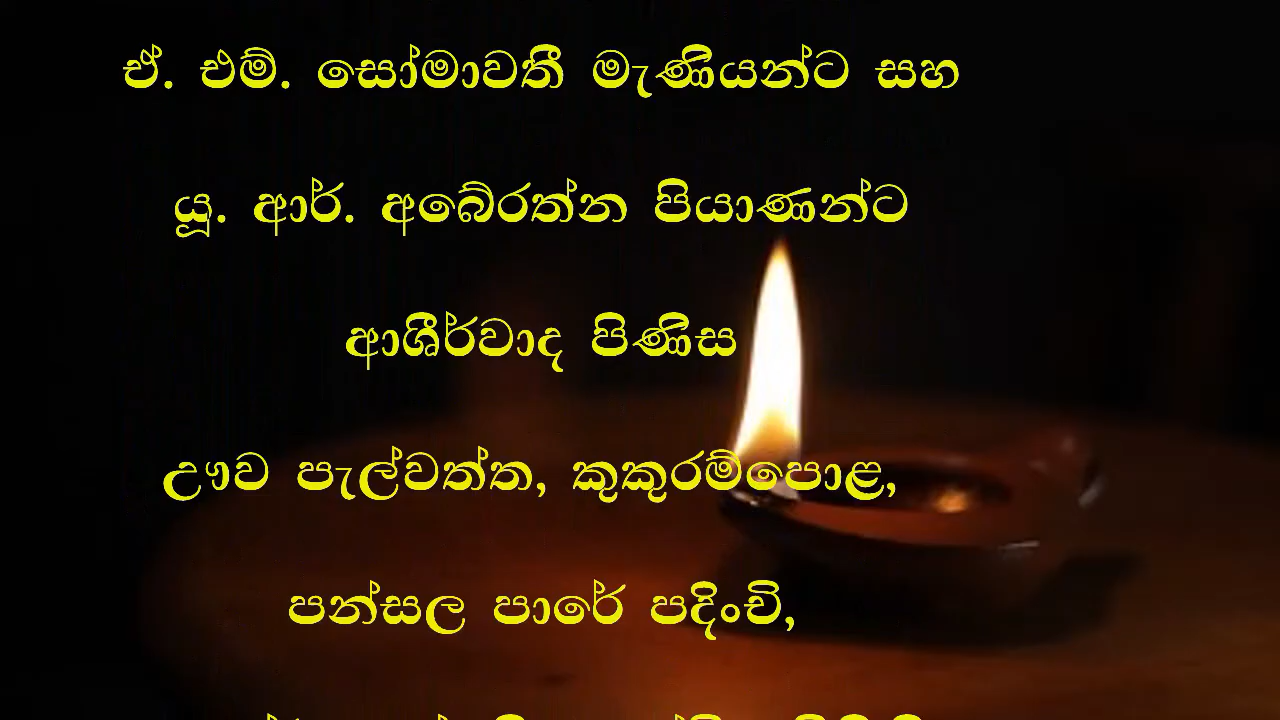 ඒ. එම්. සෝමාවතී මැණියන්ට සහ
යූ. ආර්. අබේරත්න පියාණන්ට
ආශීර්වාද පිණිස
ඌව පැල්වත්ත, කුකුරම්පොළ,
පන්සල පාරේ පදිංචි,